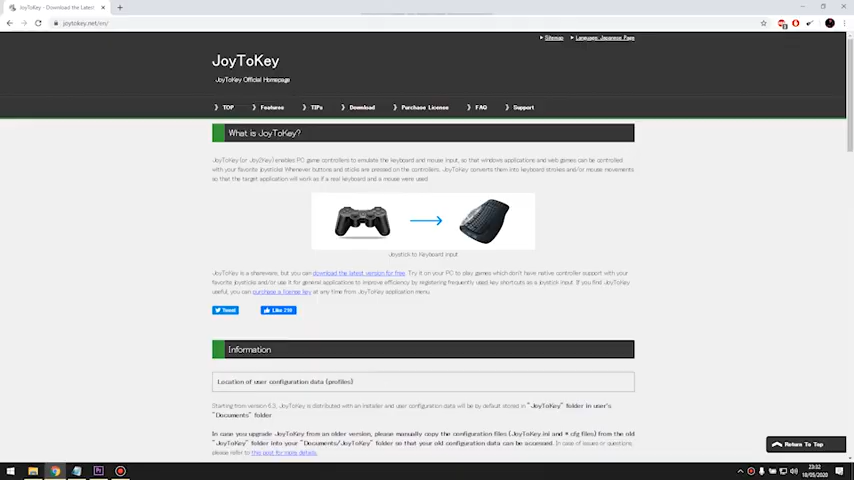 JoyToKey - Download the Latest
joytokey.net/en/
Sitemap Language: Japanese Page
JoyToKey
JoyToKey Official Homepage
TOP Features TIPs Download Purchase License FAQ Support
What is JoyToKey?
JoyToKey (or Joy2Key) enables PC game controllers to emulate the keyboard and mouse input, so that windows applications and web games can be controlled
with your favorite joysticks! Whenever buttons and sticks are pressed on the controllers, JoyToKey converts them into keyboard strokes and/or mouse movements
so that the target application will work as if a real keyboard and a mouse were used.
Joystick to Keyboard input
JoyToKey is a shareware, but you can download the latest version for free. Try it on your PC to play games which don't have native controller support with your
favorite joysticks and/or use it for general applications to improve efficiency by registering frequently used key shortcuts as a joystick input. If you find JoyToKey
useful, you can purchase a license key at any time from JoyToKey application menu.
Tweet Like
Information
Location of user configuration data (profiles)
Starting from version 6.3, JoyToKey is distributed with an installer and user configuration data will be by default stored in "JoyToKey" folder in user's
"Documents" folder
In case you upgrade JoyToKey from an older version, please manually copy the configuration files (JoyToKey.ini and *.cfg files) from the old
"JoyToKey" folder into your "Documents/JoyToKey" folder so that your old configuration data can be accessed. In case of issues or questions,
please refer to this post for more details.
Return To Top
23:32
18/05/2020